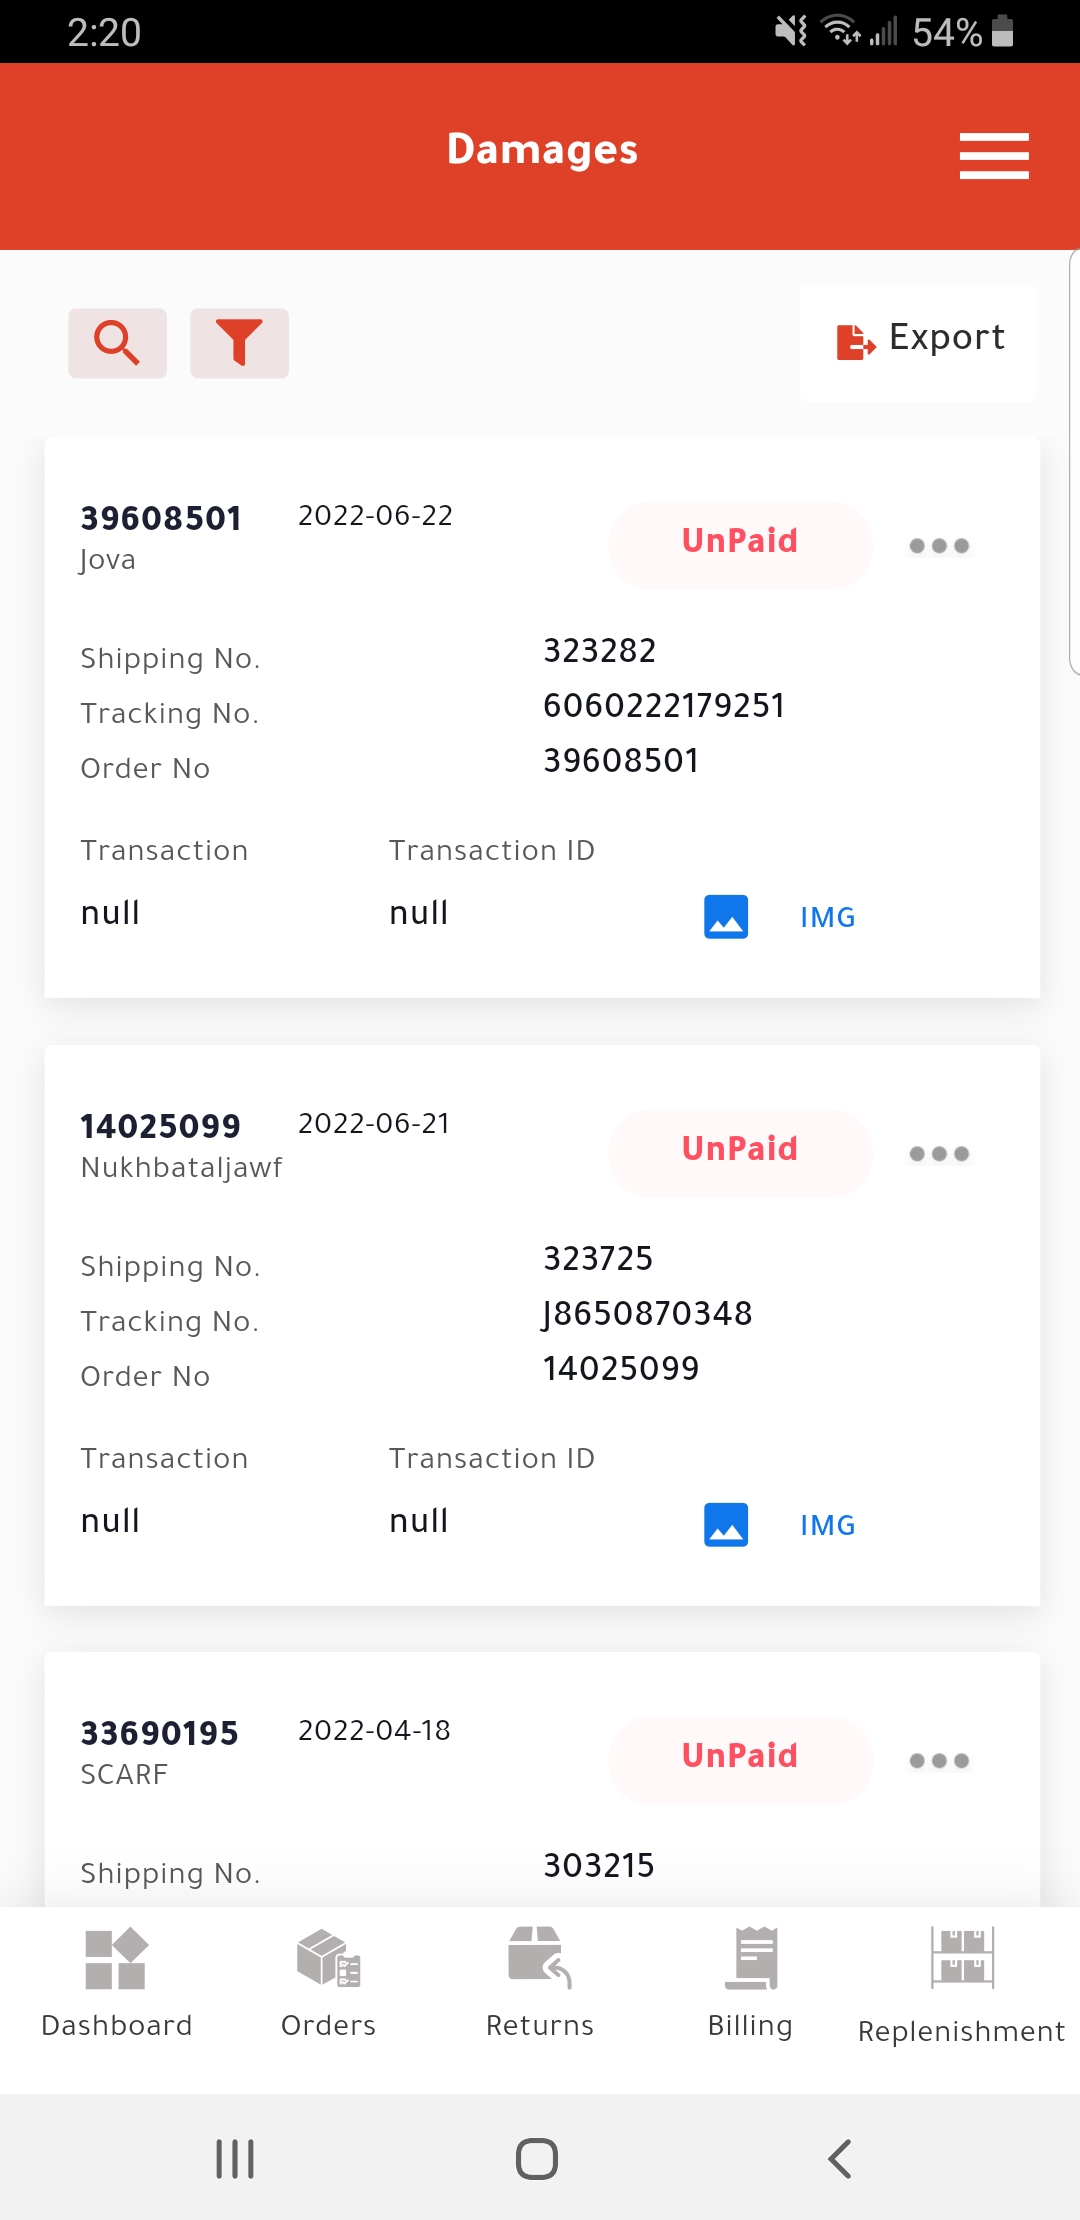 2:20 54%
Damages
Export
39608501 2022-06-22 UnPaid
Jova
Shipping No. 323282
Tracking No. 6060222179251
Order No 39608501
Transaction Transaction ID
null null IMG
14025099 2022-06-21 UnPaid
Nukhbataljawf
Shipping No. 323725
Tracking No. J8650870348
Order No 14025099
Transaction Transaction ID
null null IMG
33690195 2022-04-18 UnPaid
SCARF
Shipping No. 303215
Dashboard Orders Returns Billing Replenishment